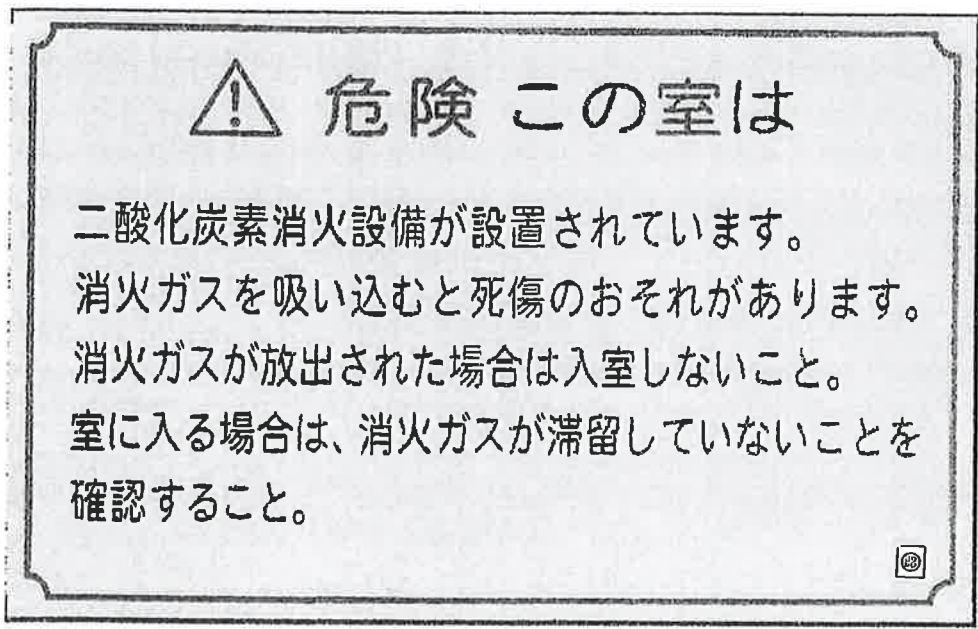 ⚠ 危険 この室は
二酸化炭素消火設備が設置されています。
消火ガスを吸い込むと死傷のおそれがあります。
消火ガスが放出された場合は入室しないこと。
室に入る場合は、消火ガスが滞留していないことを
確認すること。